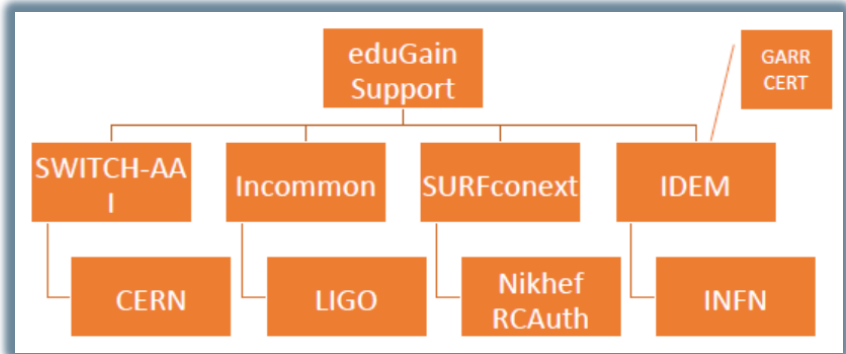 eduGain
Support
GARR
CERT
SWITCH-AA
I
Incommon
SURFconext
IDEM
CERN
LIGO
Nikhef
RCAuth
INFN